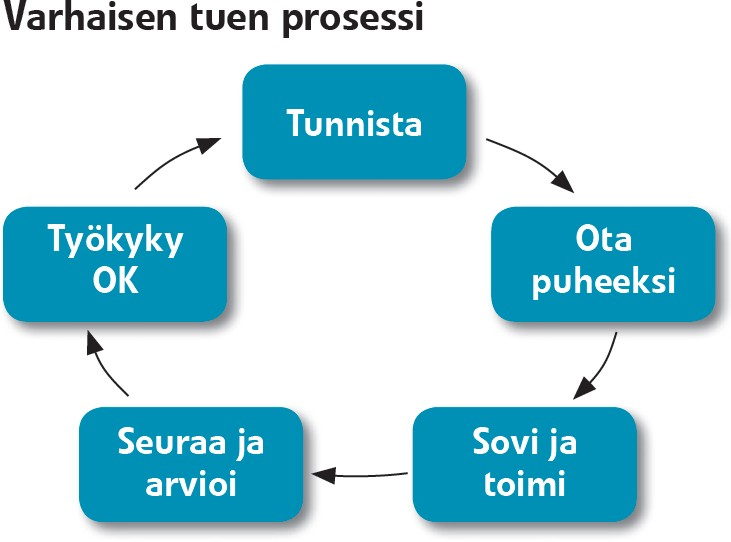 Varhaisen tuen prosessi
Tunnista
Ota
puheeksi
Sovi ja
toimi
Seuraa ja
arvioi
Työkyky
OK